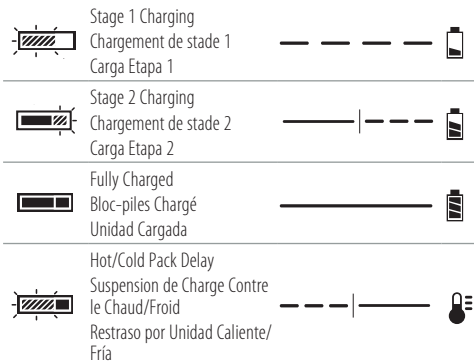 Stage 1 Charging
Chargement de stade 1
Carga Etapa 1
Stage 2 Charging
Chargement de stade 2
Carga Etapa 2
Fully Charged
Bloc-piles Chargé
Unidad Cargada
Hot/Cold Pack Delay
Suspension de Charge Contre
le Chaud/Froid
Restraso por Unidad Caliente/
Fría